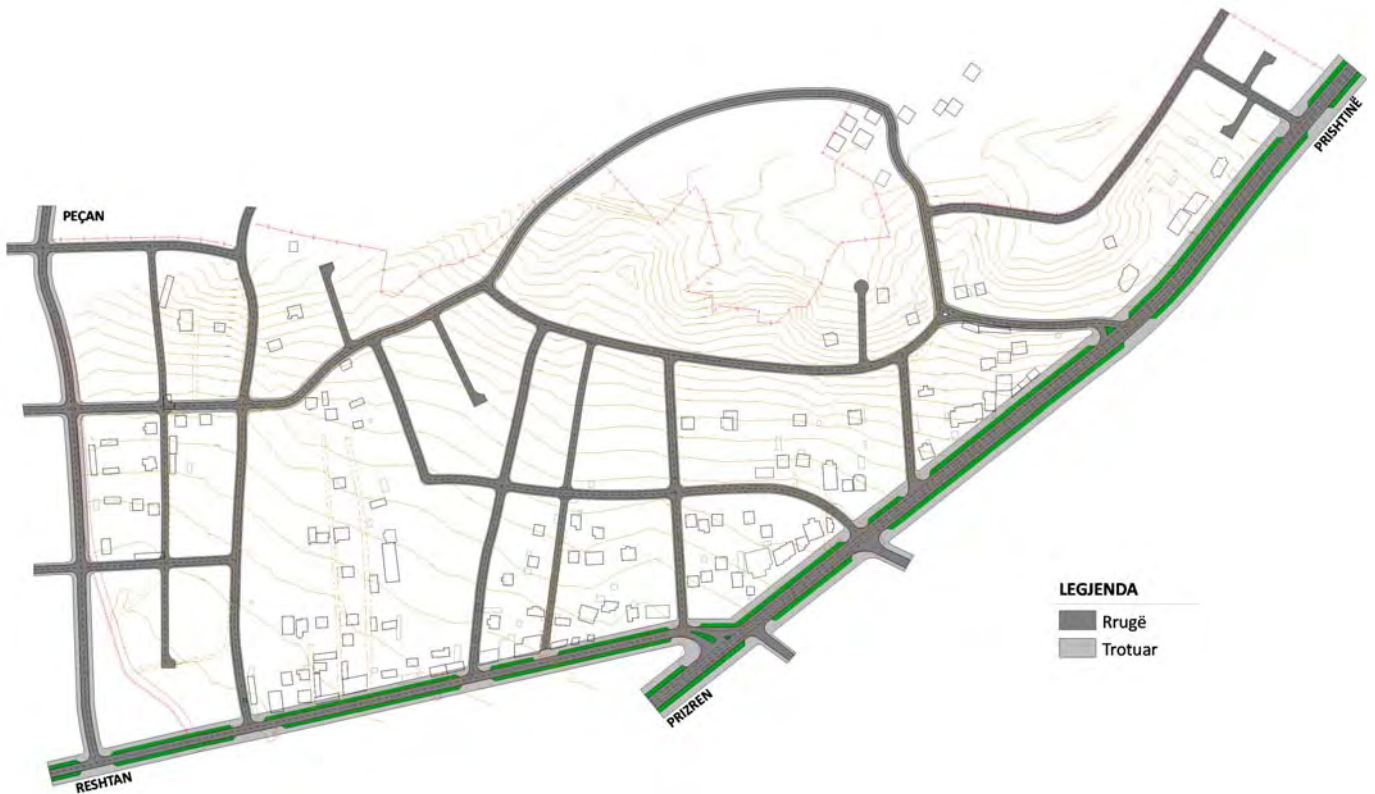 PRISHTINË
PEÇAN
LEGJENDA
Rrugë
Trotuar
PRIZREN
RESHTAN